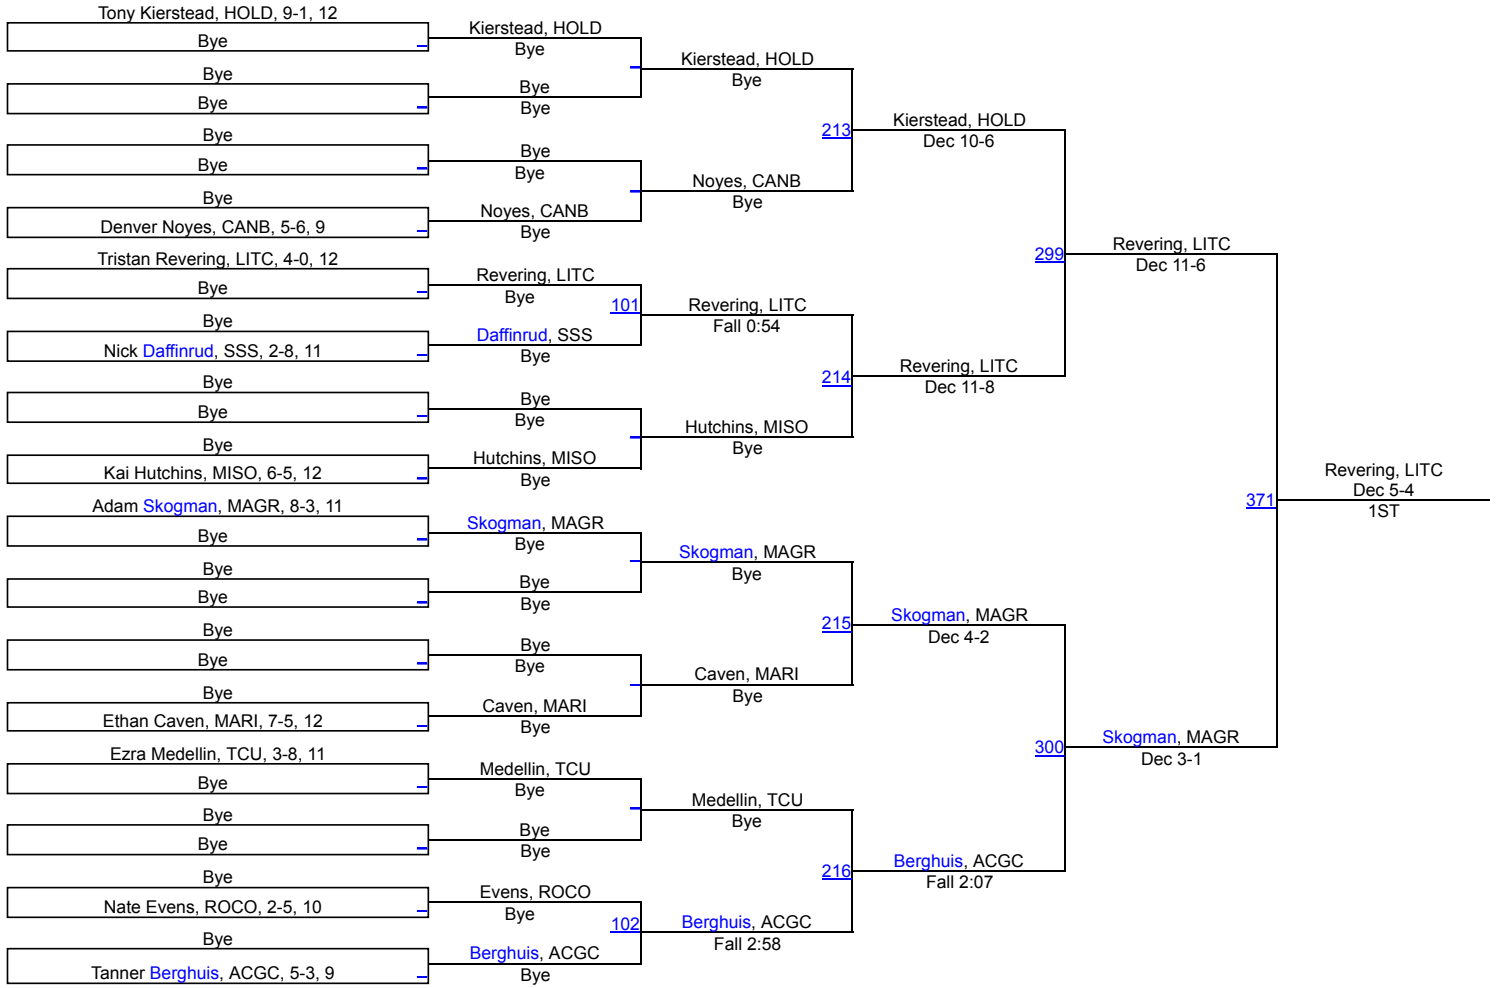 Tony Kierstead, HOLD, 9-1, 12
Bye
Bye
Bye
Bye
Bye
Bye
Denver Noyes, CANB, 5-6, 9
Tristan Revering, LITC, 4-0, 12
Bye
Bye
Nick Daffinrud, SSS, 2-8, 11
Bye
Bye
Bye
Kai Hutchins, MISO, 6-5, 12
Adam Skogman, MAGR, 8-3, 11
Bye
Bye
Bye
Bye
Bye
Bye
Ethan Caven, MARI, 7-5, 12
Ezra Medellin, TCU, 3-8, 11
Bye
Bye
Bye
Bye
Nate Evens, ROCO, 2-5, 10
Bye
Tanner Berghuis, ACGC, 5-3, 9
Kierstead, HOLD
Bye
Bye
Bye
Bye
Bye
Noyes, CANB
Bye
Revering, LITC
Bye
101
Daffinrud, SSS
Bye
Bye
Bye
Hutchins, MISO
Bye
Skogman, MAGR
Bye
Bye
Bye
Bye
Bye
Caven, MARI
Bye
Medellin, TCU
Bye
Bye
Bye
Evens, ROCO
Bye
102
Berghuis, ACGC
Bye
Kierstead, HOLD
Bye
213
Noyes, CANB
Bye
Revering, LITC
Fall 0:54
214
Hutchins, MISO
Bye
Skogman, MAGR
Bye
215
Caven, MARI
Bye
Medellin, TCU
Bye
216
Berghuis, ACGC
Fall 2:58
Kierstead, HOLD
Dec 10-6
299
Revering, LITC
Dec 11-8
Skogman, MAGR
Dec 4-2
300
Berghuis, ACGC
Fall 2:07
Revering, LITC
Dec 11-6
371
Skogman, MAGR
Dec 3-1
Revering, LITC
Dec 5-4
1ST